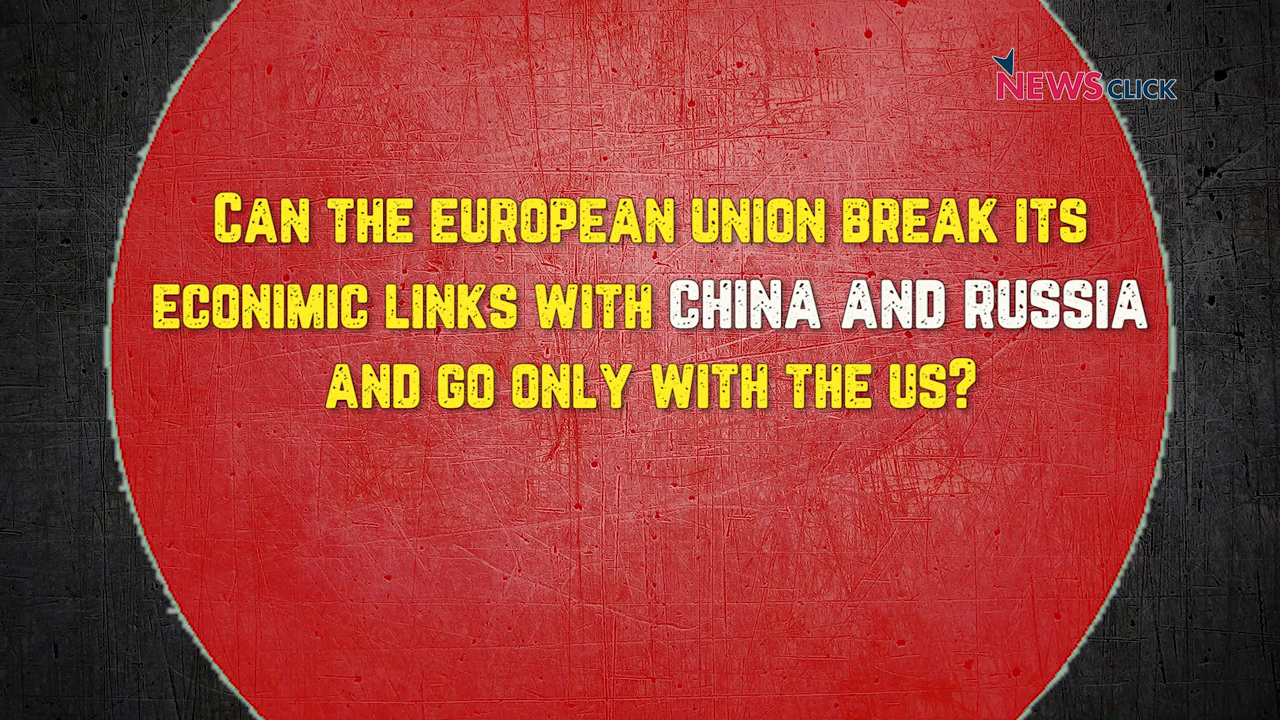 NEWSCLICK
CAN THE EUROPEAN UNION BREAK ITS
ECONIMIC LINKS WITH CHINA AND RUSSIA
AND GO ONLY WITH THE US?